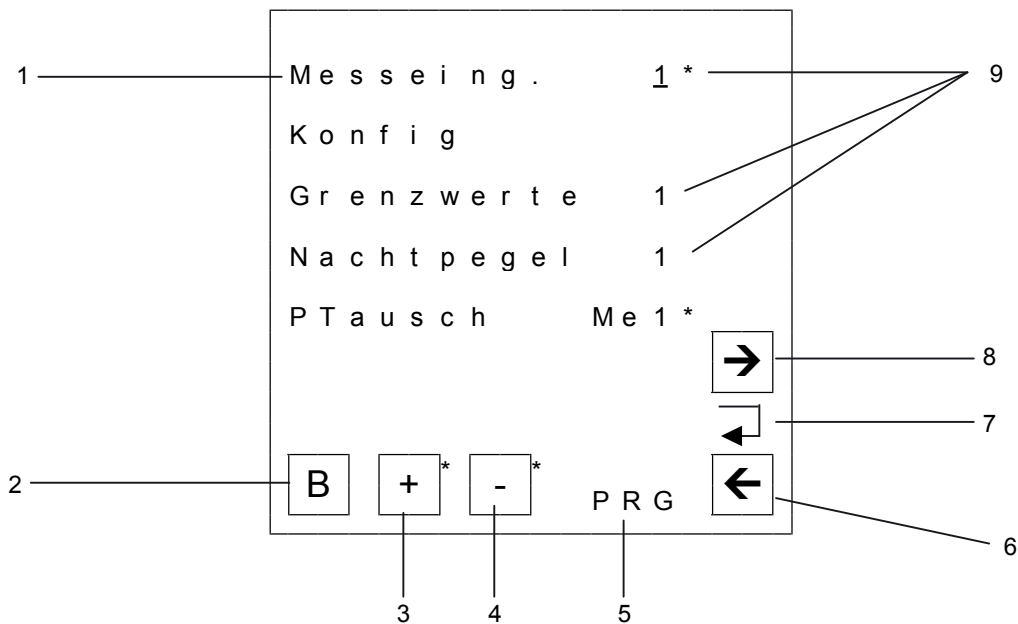 1 Messeing. 1 * 9
Konfig
Grenzwerte 1
Nachtpegel 1
PTausch Me1 *
→ 8
7
2 B + * - * PRG ←
6
3 4 5